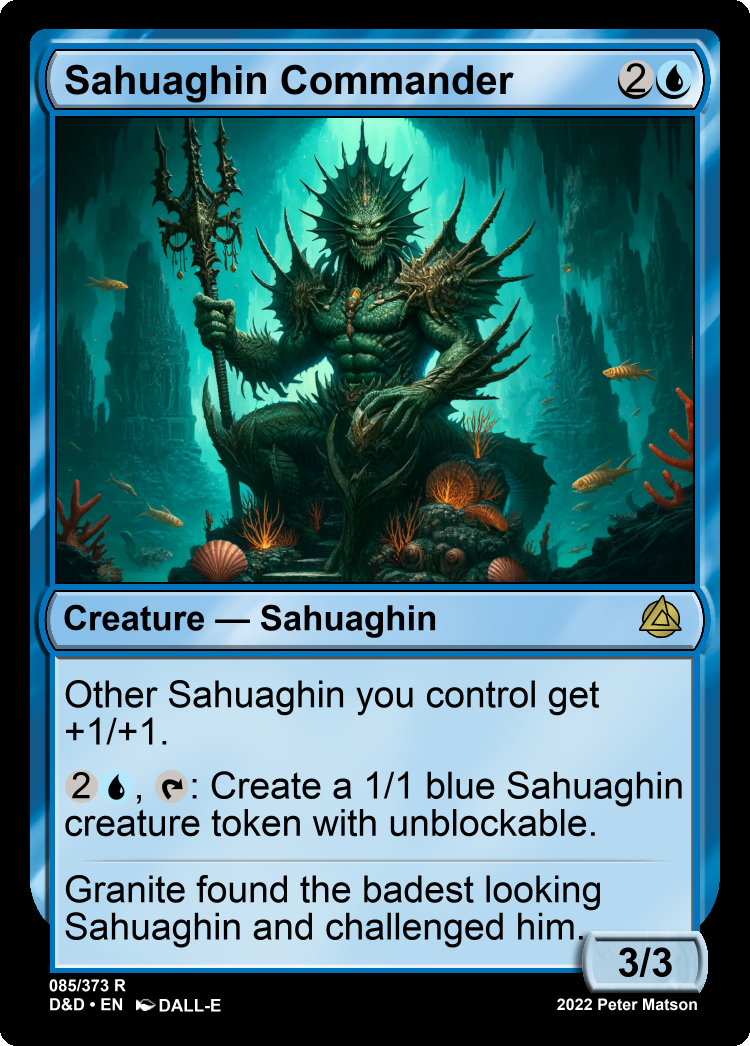 Sahuaghin Commander 2
Creature — Sahuaghin
Other Sahuaghin you control get
+1/+1.
2 , : Create a 1/1 blue Sahuaghin
creature token with unblockable.
Granite found the badest looking
Sahuaghin and challenged him.
3/3
085/373 R
D&D • EN DALL-E
2022 Peter Matson